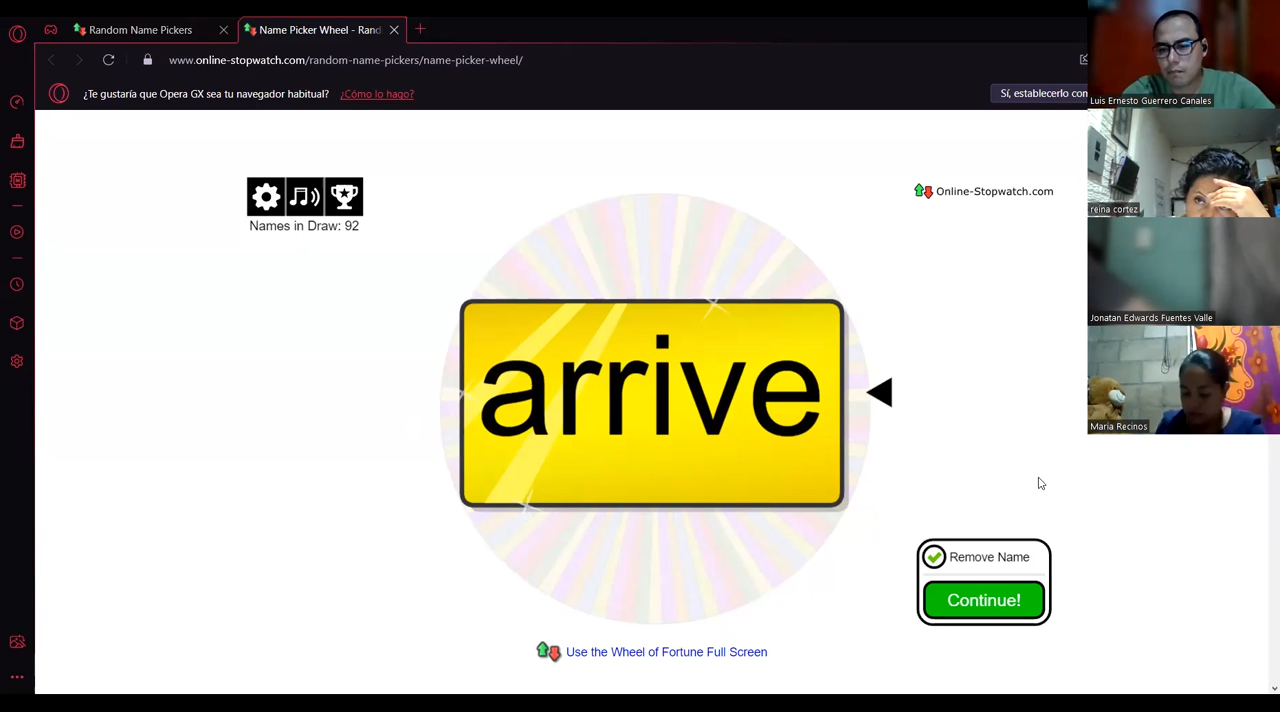 Random Name Pickers
Name Picker Wheel - Rand
www.online-stopwatch.com/random-name-pickers/name-picker-wheel/
¿Te gustaría que Opera GX sea tu navegador habitual? ¿Cómo lo hago?
Sí, establecerlo com
Luis Ernesto Guerrero Canales
reina cortez
Jonatan Edwards Fuentes Valle
Maria Recinos
Names in Draw: 92
Online-Stopwatch.com
arrive
Remove Name
Continue!
Use the Wheel of Fortune Full Screen